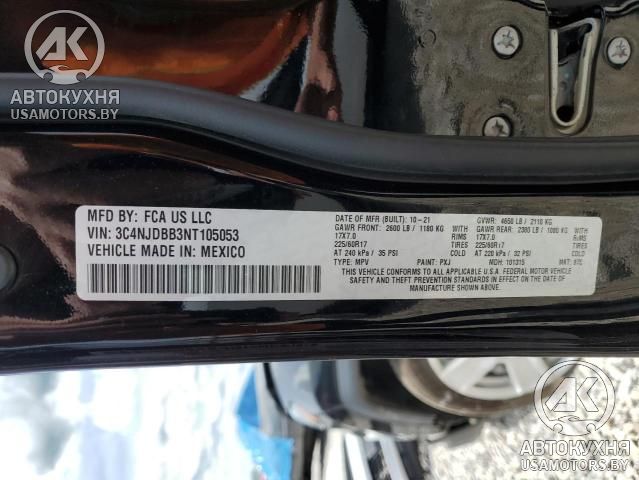 АК
АВТОКУХНЯ
USAMOTORS.BY
MFD BY: FCA US LLC
VIN: 3C4NJDBB3NT105053
VEHICLE MADE IN: MEXICO
DATE OF MFR (BUILT): 10-21
GAWR FRONT: 2600 LB / 1180 KG
17X7.0
225/60R17 TIRES
AT 240 kPa / 35 PSI COLD
TYPE: MPV PAINT: PXJ
GVWR: 4650 LB / 2110 KG
GAWR REAR: 2380 LB / 1080 KG
17X7.0
225/60R17 TIRES
AT 220 kPa / 32 PSI COLD
MDH: 101315 MKT: 97C
THIS VEHICLE CONFORMS TO ALL APPLICABLE U.S.A. FEDERAL MOTOR VEHICLE
SAFETY AND THEFT PREVENTION STANDARDS IN EFFECT ON THE DATE OF
MANUFACTURE SHOWN ABOVE.
АК
АВТОКУХНЯ
USAMOTORS.BY